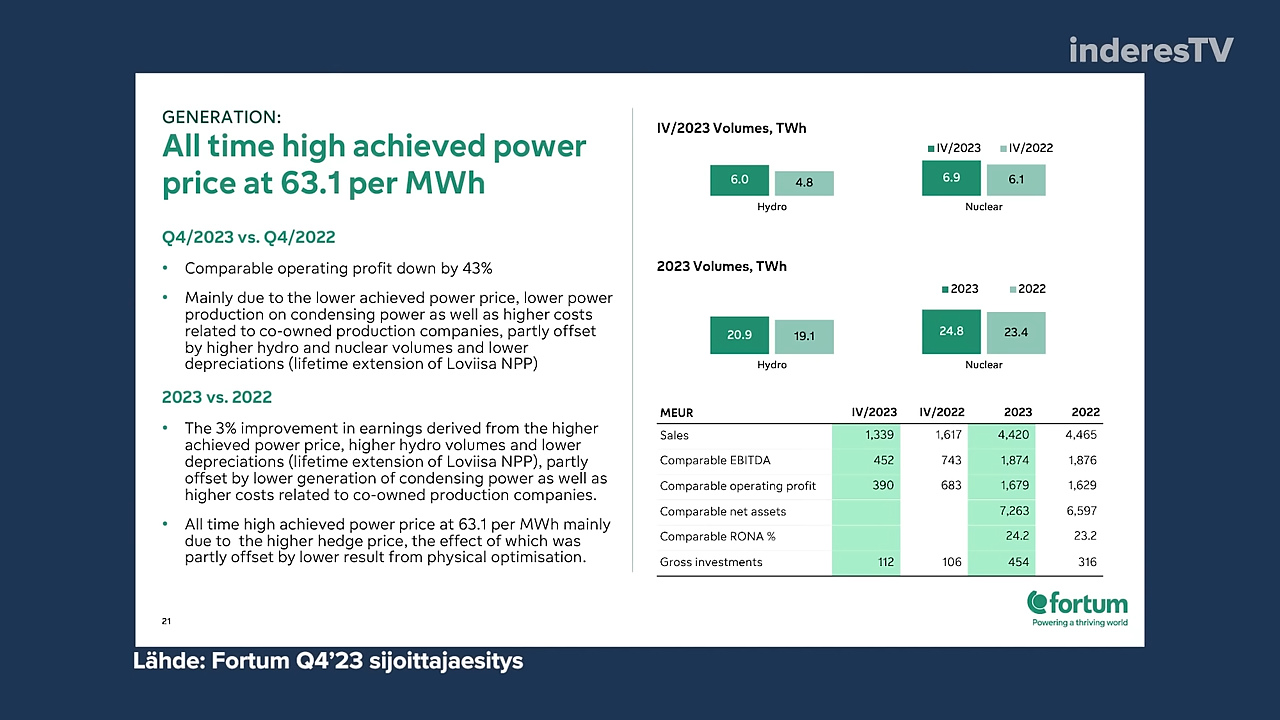 inderesTV
GENERATION:
All time high achieved power
price at 63.1 per MWh
Q4/2023 vs. Q4/2022
• Comparable operating profit down by 43%
• Mainly due to the lower achieved power price, lower power
production on condensing power as well as higher costs
related to co-owned production companies, partly offset
by higher hydro and nuclear volumes and lower
depreciations (lifetime extension of Loviisa NPP)
2023 vs. 2022
• The 3% improvement in earnings derived from the higher
achieved power price, higher hydro volumes and lower
depreciations (lifetime extension of Loviisa NPP), partly
offset by lower generation of condensing power as well as
higher costs related to co-owned production companies.
• All time high achieved power price at 63.1 per MWh mainly
due to the higher hedge price, the effect of which was
partly offset by lower result from physical optimisation.
21
IV/2023 Volumes, TWh
IV/2023 IV/2022
6.0 4.8 6.9 6.1
Hydro Nuclear
2023 Volumes, TWh
2023 2022
20.9 19.1 24.8 23.4
Hydro Nuclear
MEUR IV/2023 IV/2022 2023 2022
Sales 1,339 1,617 4,420 4,465
Comparable EBITDA 452 743 1,874 1,876
Comparable operating profit 390 683 1,679 1,629
Comparable net assets 7,263 6,597
Comparable RONA % 24.2 23.2
Gross investments 112 106 454 316
fortum
Powering a thriving world
Lähde: Fortum Q4’23 sijoittajaesitys